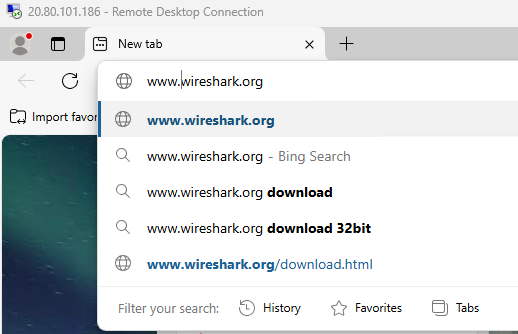 20.80.101.186 - Remote Desktop Connection
New tab
www.wireshark.org
Import favor
www.wireshark.org
www.wireshark.org - Bing Search
www.wireshark.org download
www.wireshark.org download 32bit
www.wireshark.org/download.html
Filter your search: History Favorites Tabs